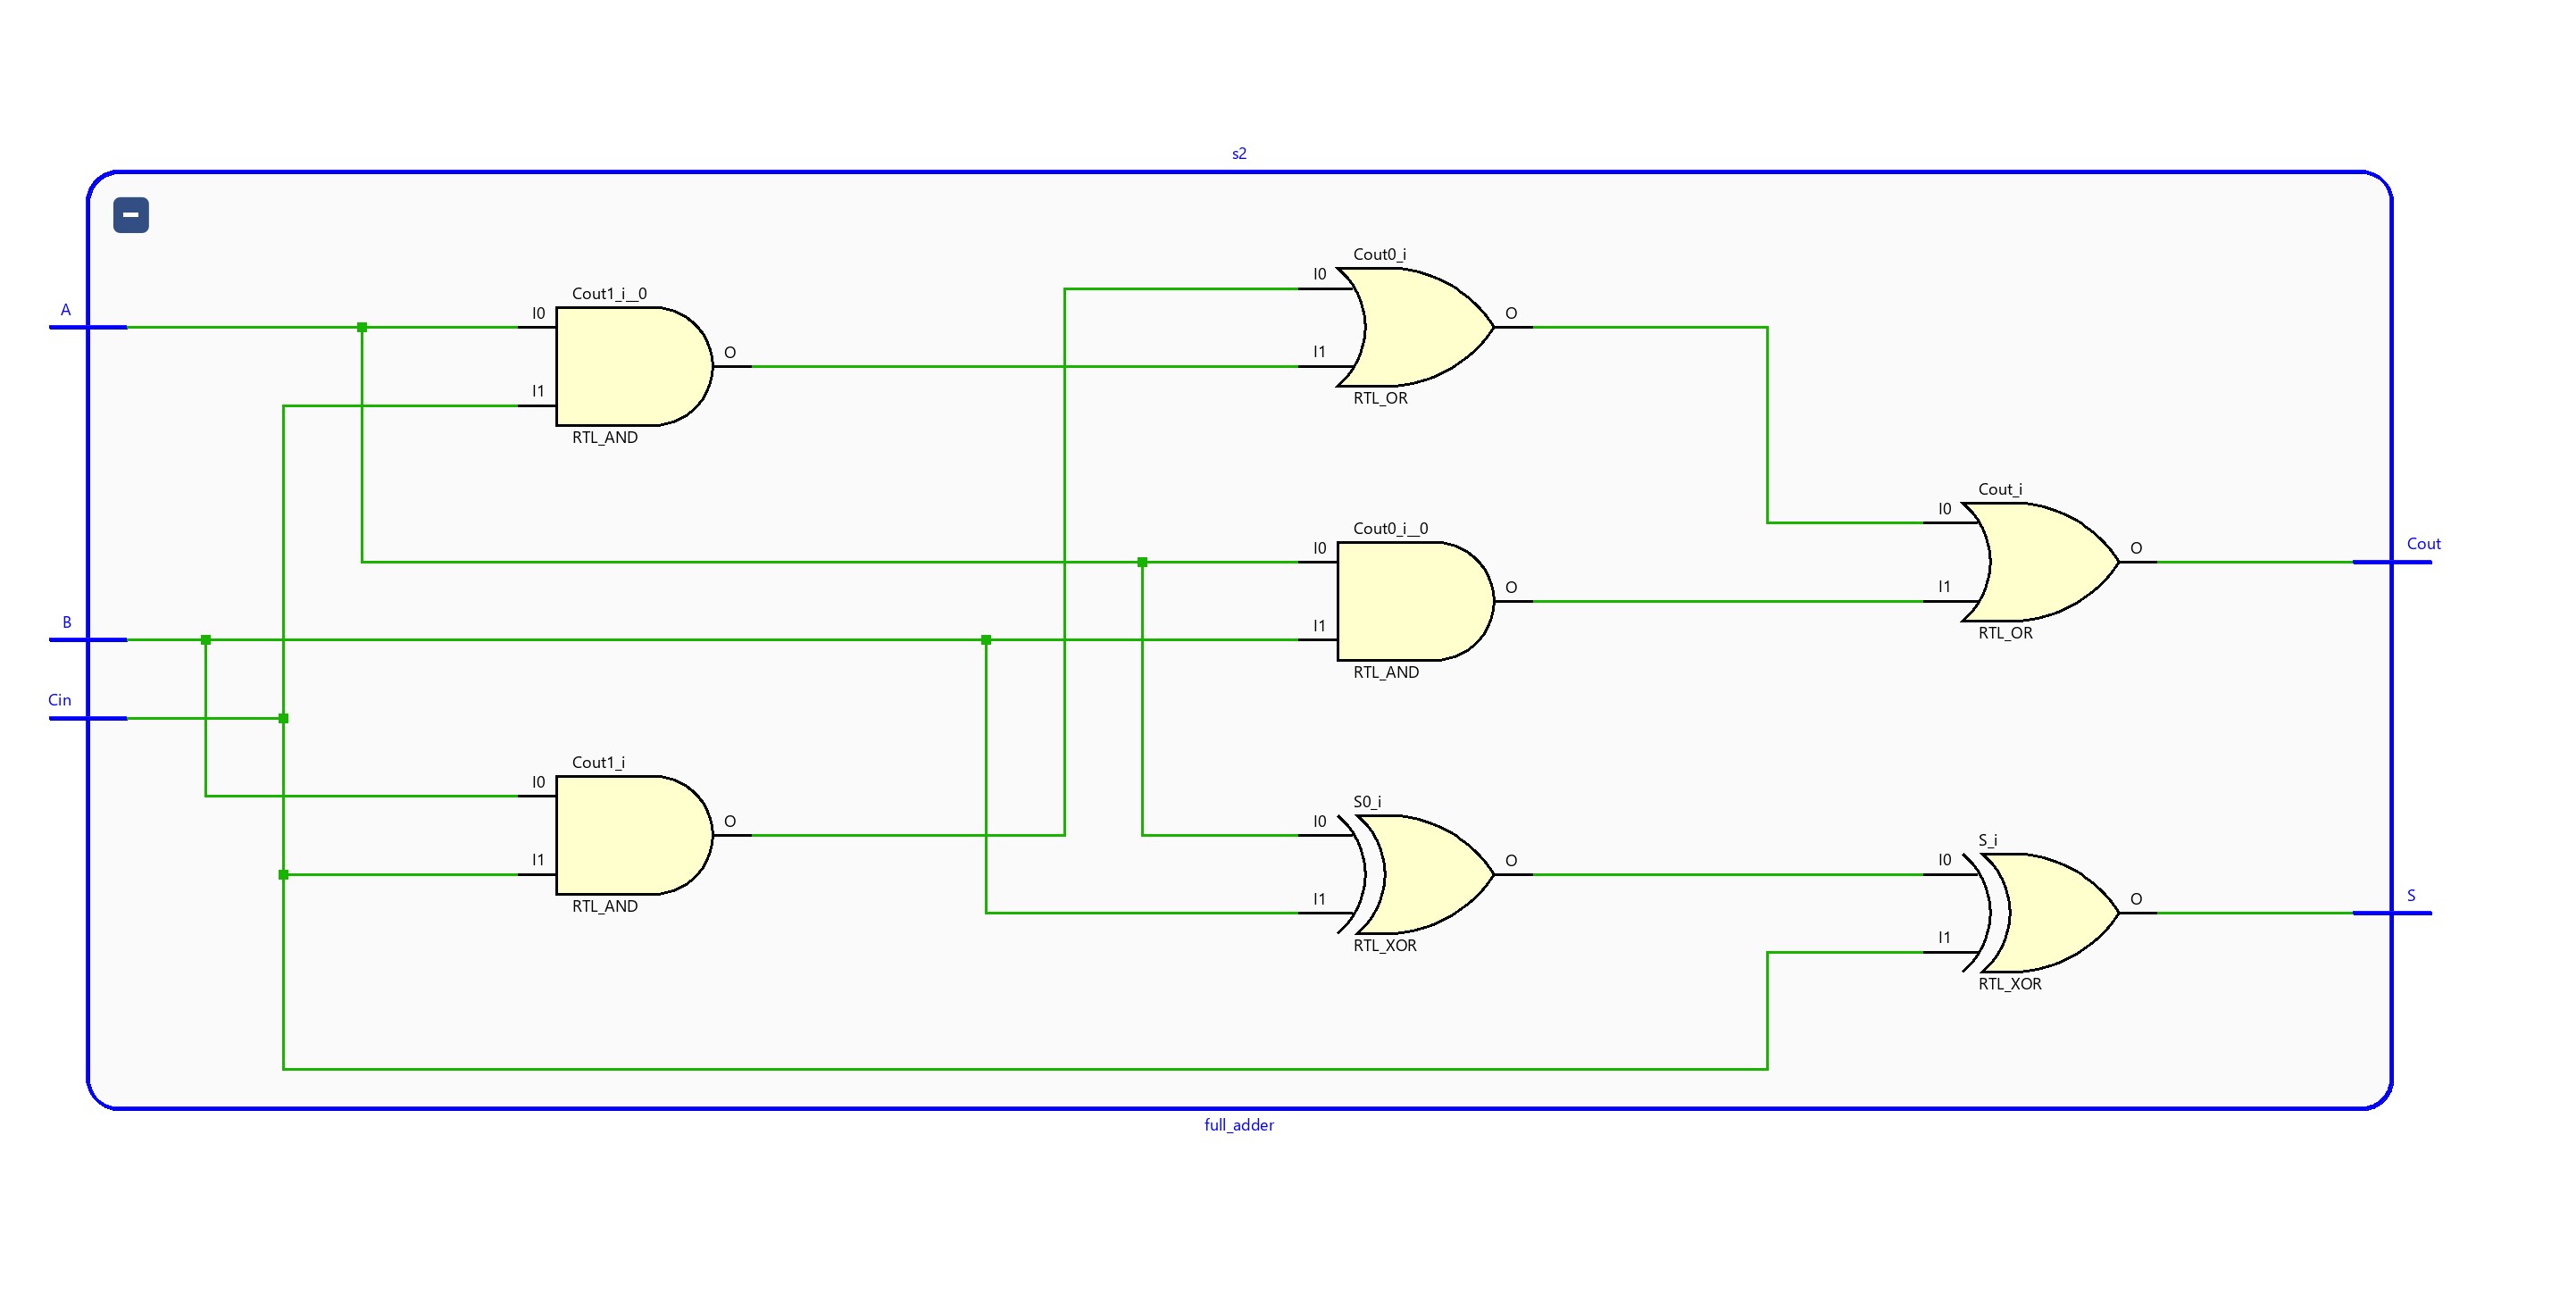 s2
A
B
Cin
Cout1_i__0
I0
I1
O
RTL_AND
Cout1_i
I0
I1
O
RTL_AND
Cout0_i
I0
I1
O
RTL_OR
Cout0_i__0
I0
I1
O
RTL_AND
S0_i
I0
I1
O
RTL_XOR
Cout_i
I0
I1
O
RTL_OR
S_i
I0
I1
O
RTL_XOR
Cout
S
full_adder